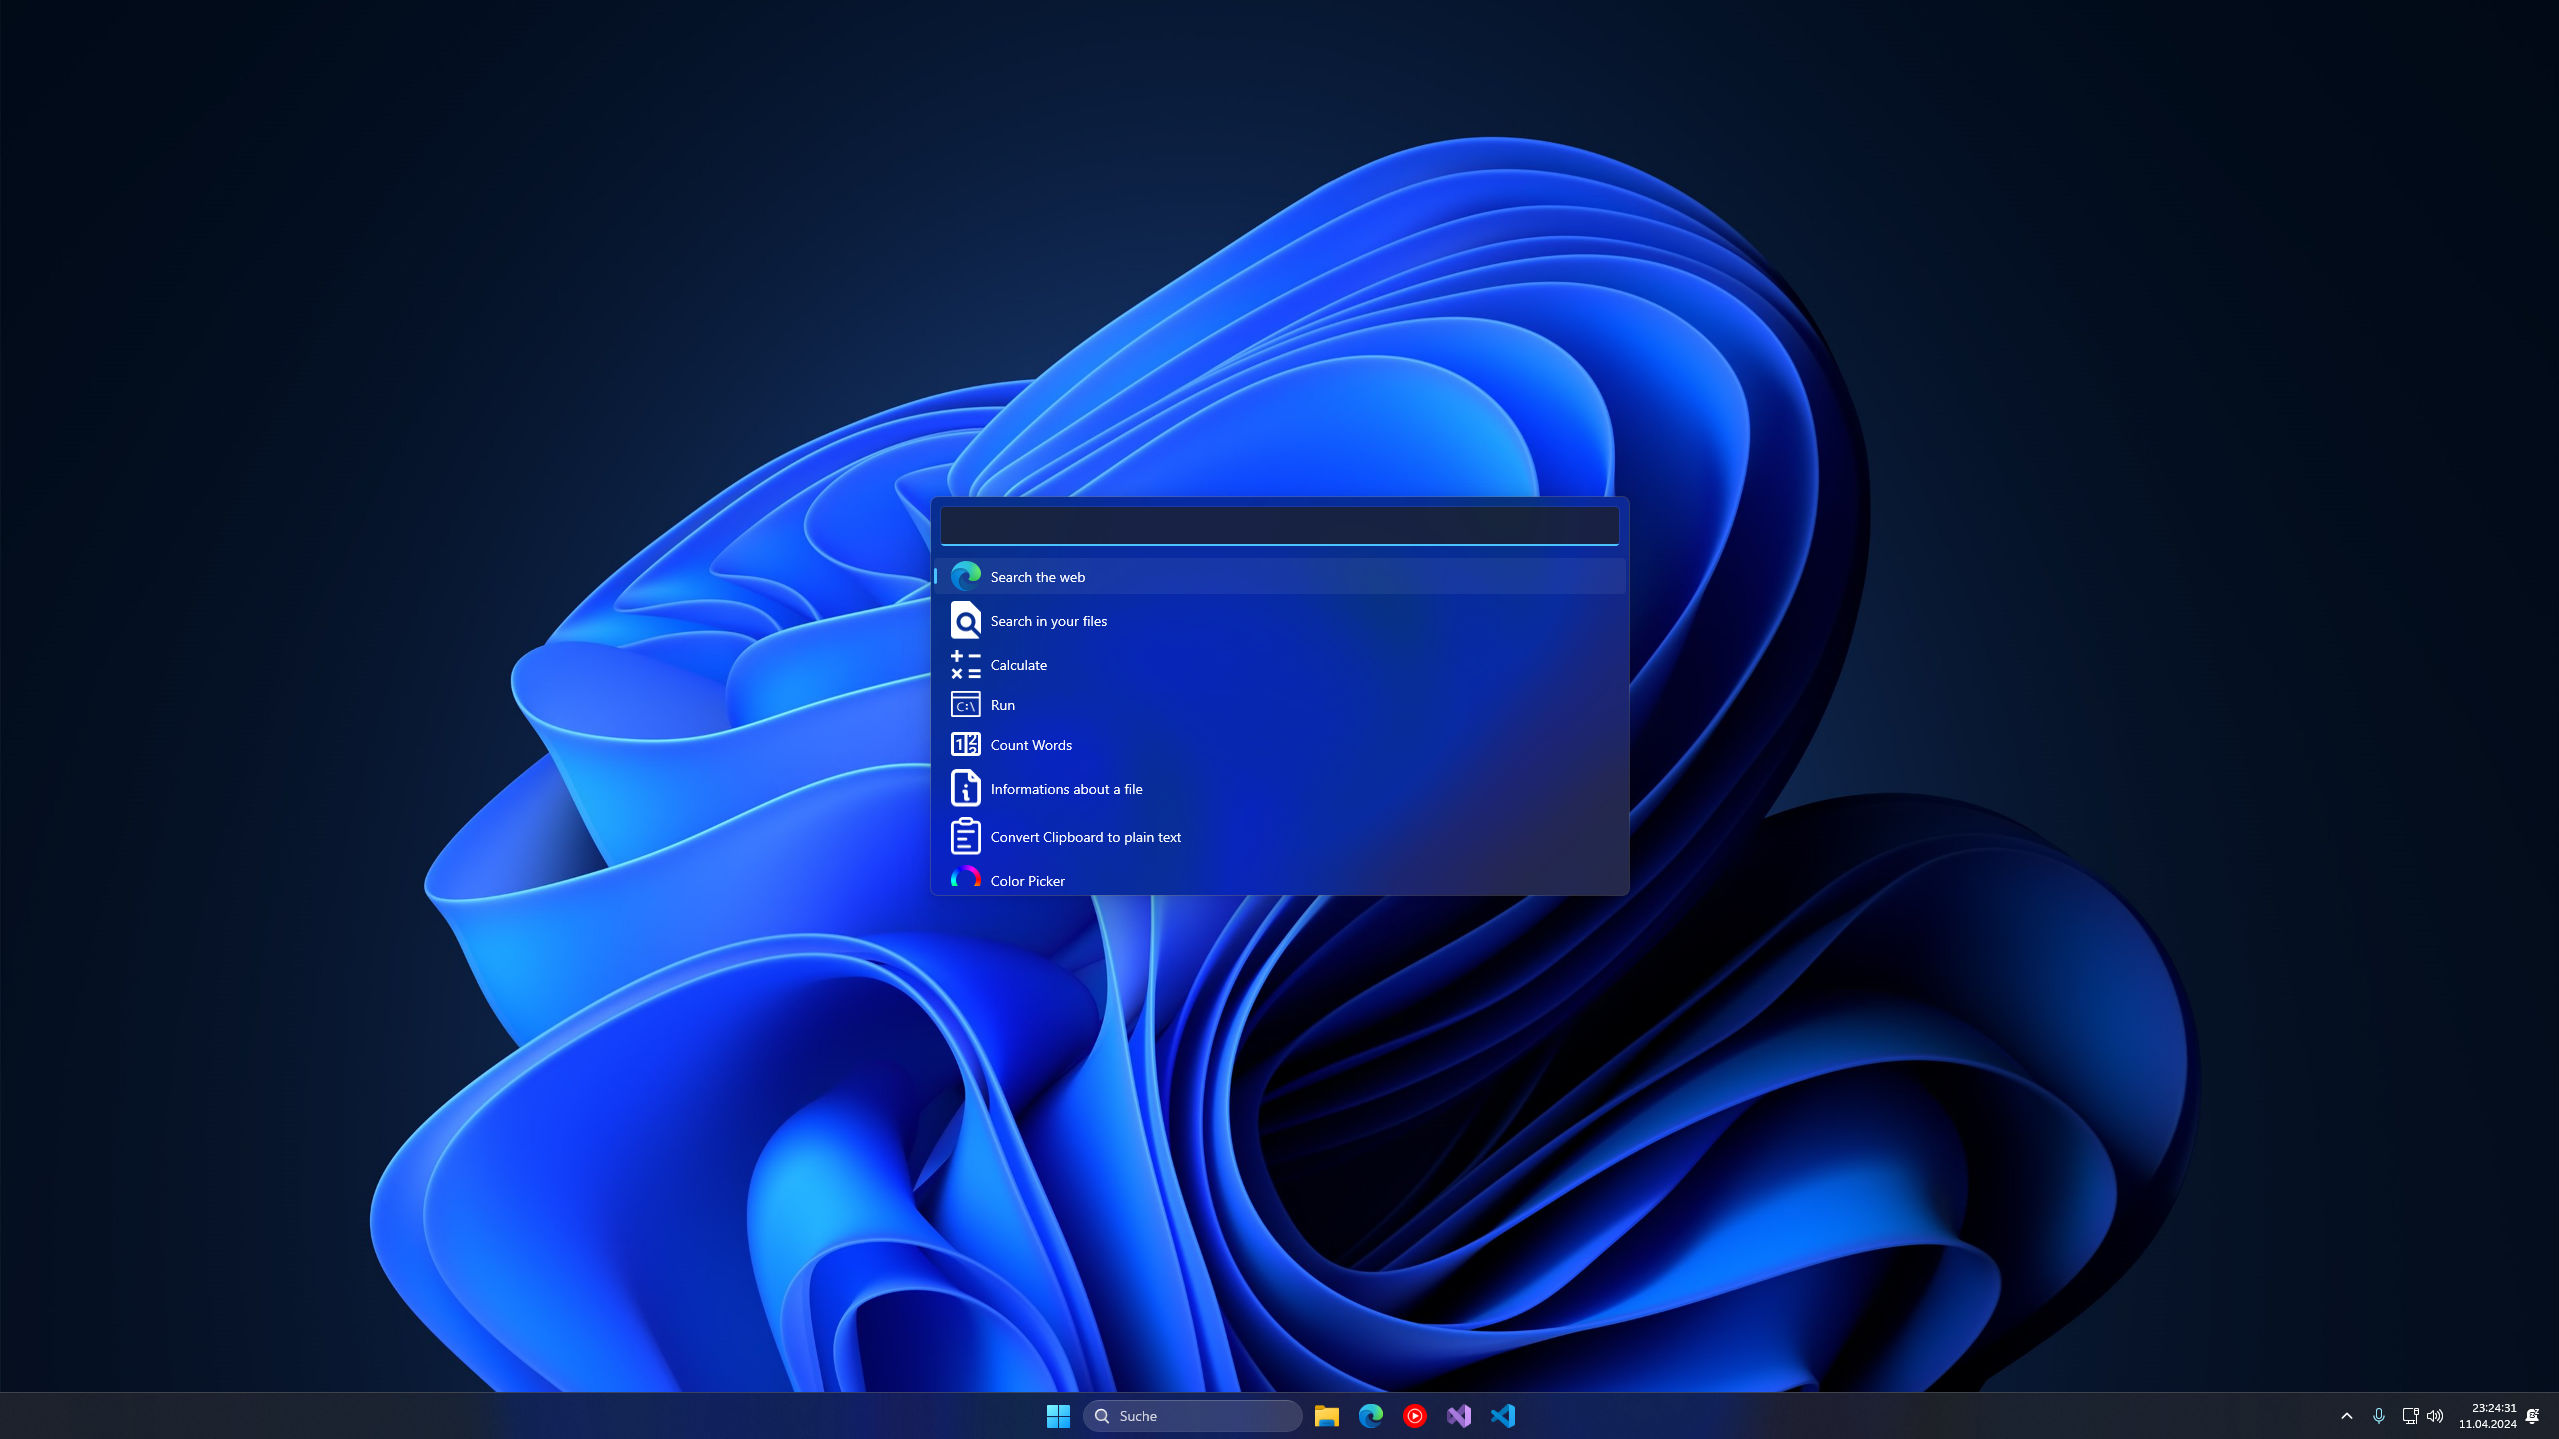 Search the web
Search in your files
Calculate
C:\
Run
Count Words
Informations about a file
Convert Clipboard to plain text
Color Picker
Suche
23:24:31
11.04.2024